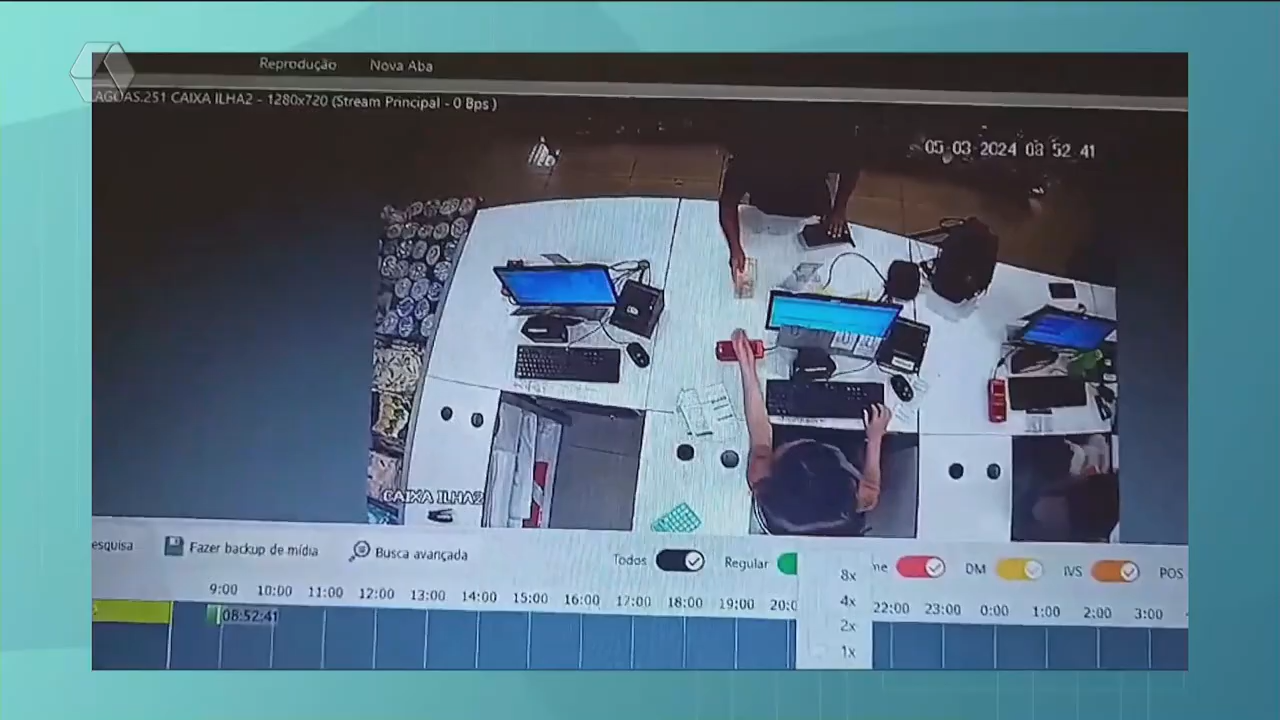 Reprodução Nova Aba
AGOAS.251 CAIXA ILHA2 - 1280x720 (Stream Principal - 0 Bps )
05-03-2024 08:52:41
CAIXA ILHA2
esquisa Fazer backup de mídia Busca avançada Todos Regular me DM IVS POS
9:00 10:00 11:00 12:00 13:00 14:00 15:00 16:00 17:00 18:00 19:00 20:0 22:00 23:00 0:00 1:00 2:00 3:00
08:52:41
8x
4x
2x
1x